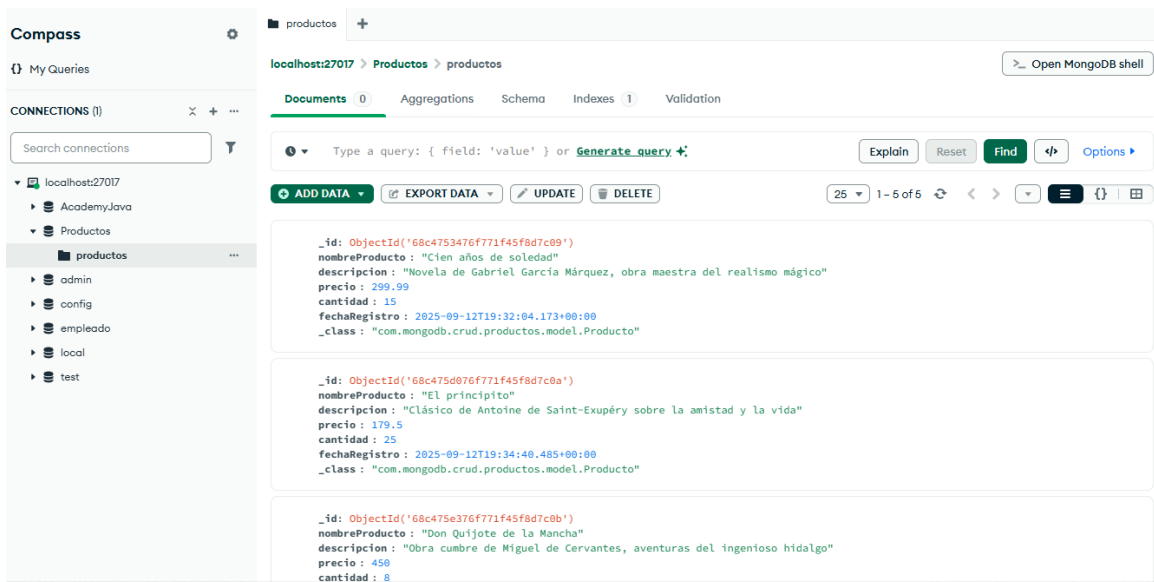 Compass
My Queries
CONNECTIONS (1)
Search connections
localhost:27017
AcademyJava
Productos
productos
admin
config
empleado
local
test
productos
localhost:27017 > Productos > productos
>_ Open MongoDB shell
Documents 0 Aggregations Schema Indexes 1 Validation
Type a query: { field: 'value' } or Generate query
Explain Reset Find </> Options
ADD DATA EXPORT DATA UPDATE DELETE
25 1 – 5 of 5 {}
_id: ObjectId('68c4753476f771f45f8d7c09')
nombreProducto : "Cien años de soledad"
descripcion : "Novela de Gabriel García Márquez, obra maestra del realismo mágico"
precio : 299.99
cantidad : 15
fechaRegistro : 2025-09-12T19:32:04.173+00:00
_class : "com.mongodb.crud.productos.model.Producto"
_id: ObjectId('68c475d076f771f45f8d7c0a')
nombreProducto : "El principito"
descripcion : "Clásico de Antoine de Saint-Exupéry sobre la amistad y la vida"
precio : 179.5
cantidad : 25
fechaRegistro : 2025-09-12T19:34:40.485+00:00
_class : "com.mongodb.crud.productos.model.Producto"
_id: ObjectId('68c475e376f771f45f8d7c0b')
nombreProducto : "Don Quijote de la Mancha"
descripcion : "Obra cumbre de Miguel de Cervantes, aventuras del ingenioso hidalgo"
precio : 450
cantidad : 8